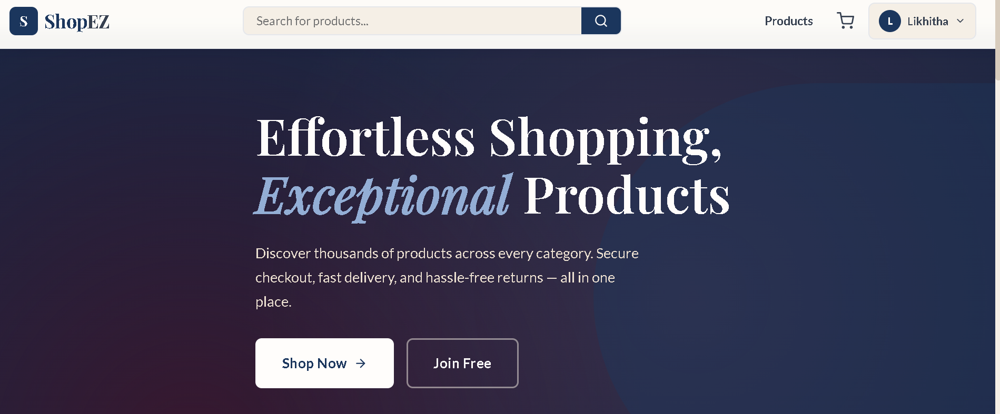 S ShopEZ
Search for products...
Products
L Likhitha
Effortless Shopping,
Exceptional Products
Discover thousands of products across every category. Secure
checkout, fast delivery, and hassle-free returns — all in one
place.
Shop Now →
Join Free